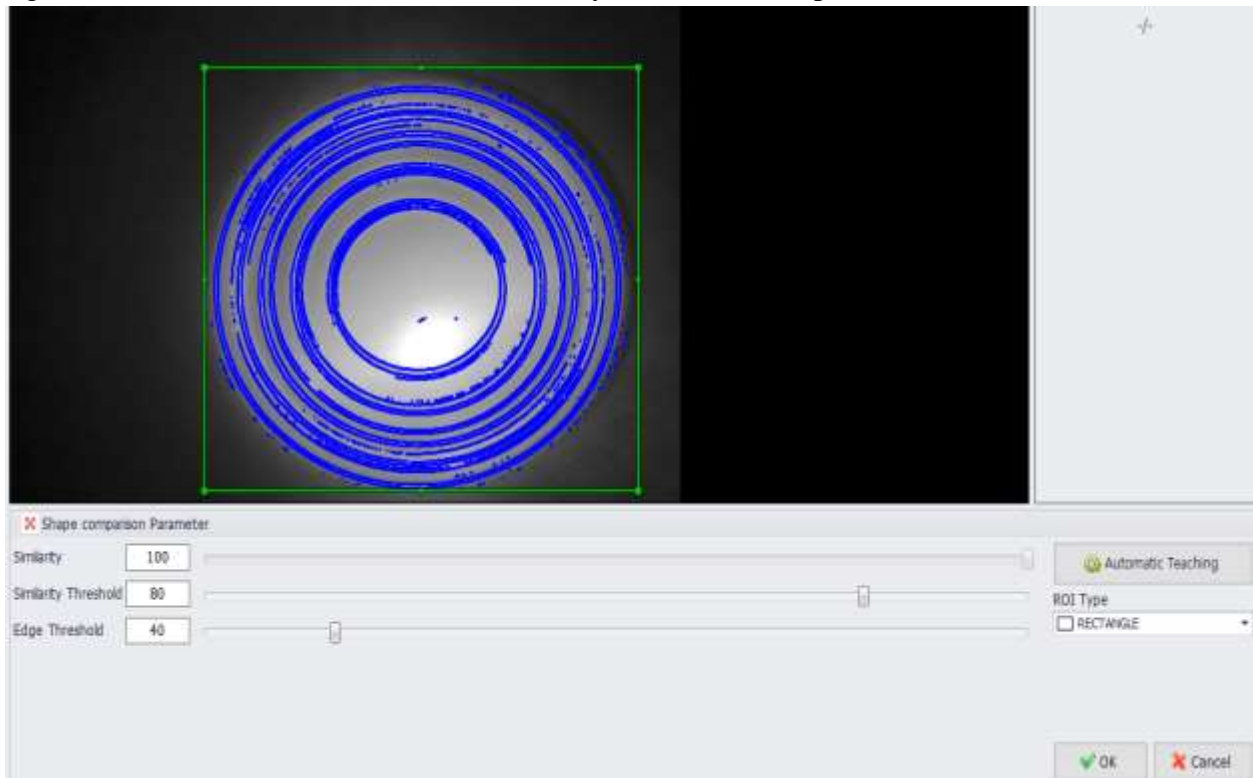 -/-
Shape comparison Parameter
Similarity 100
Similarity Threshold 80
Edge Threshold 40
Automatic Teaching
ROI Type
RECTANGLE
OK Cancel